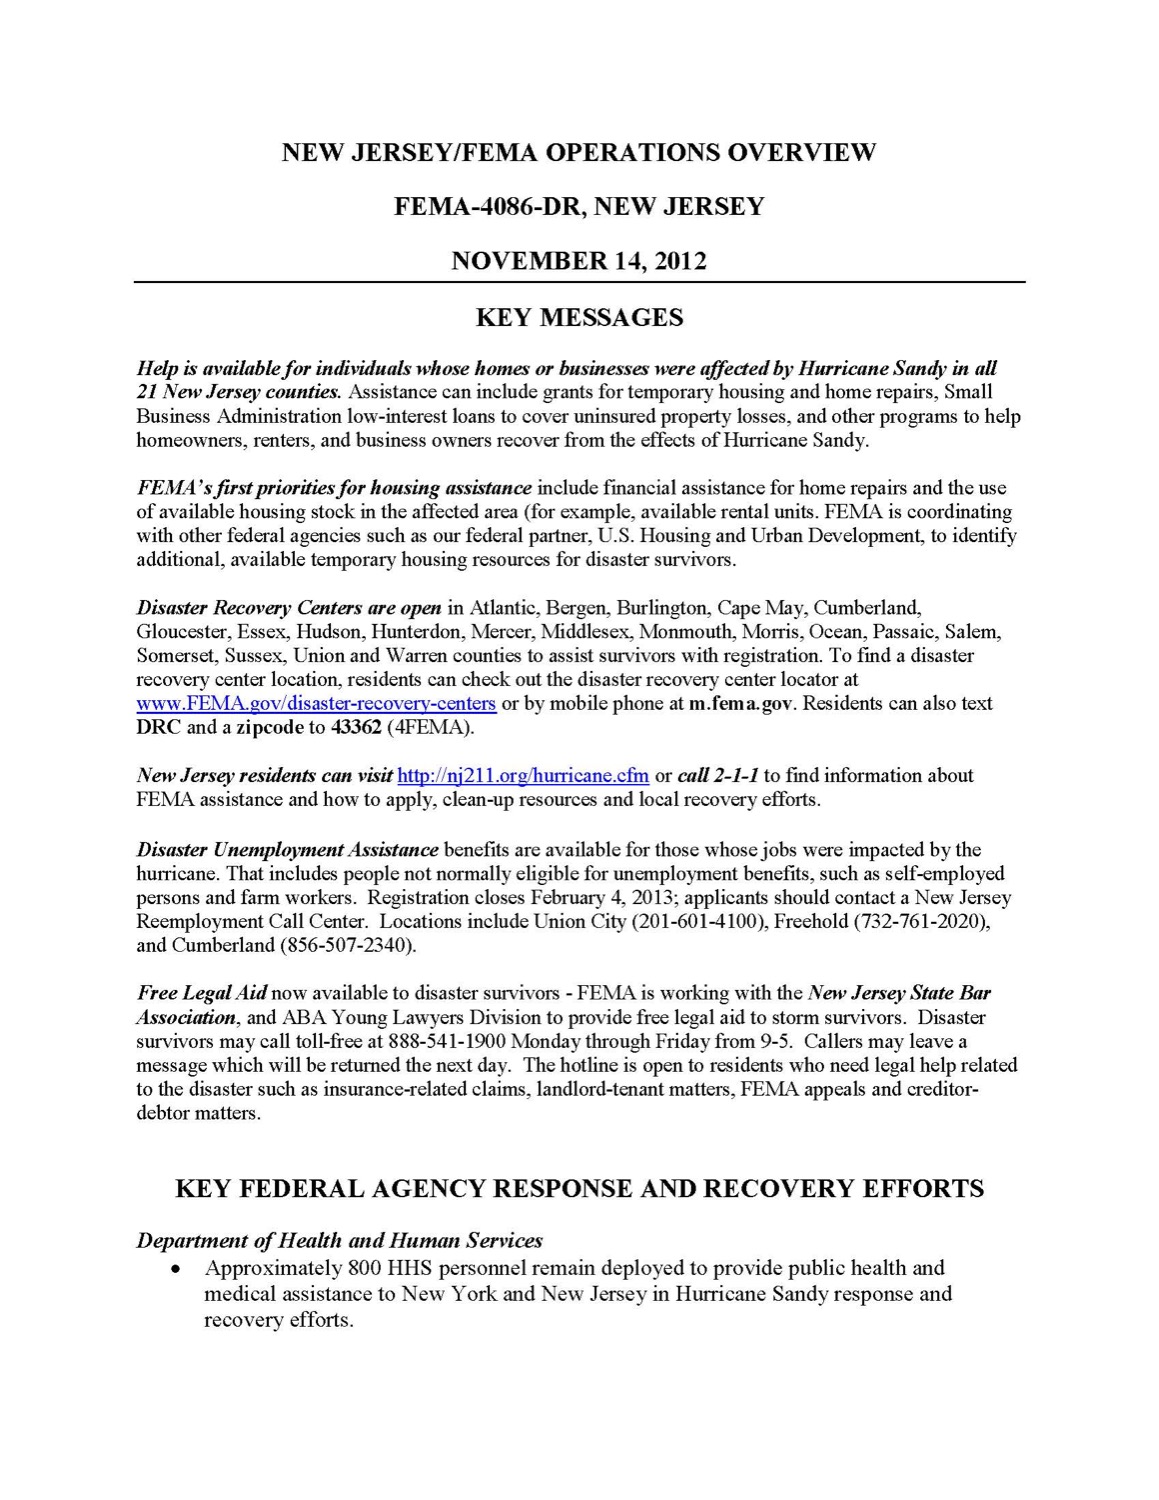 NEW JERSEY/FEMA OPERATIONS OVERVIEW
FEMA-4086-DR, NEW JERSEY
NOVEMBER 14, 2012
KEY MESSAGES
Help is available for individuals whose homes or businesses were affected by Hurricane Sandy in all
21 New Jersey counties. Assistance can include grants for temporary housing and home repairs, Small
Business Administration low-interest loans to cover uninsured property losses, and other programs to help
homeowners, renters, and business owners recover from the effects of Hurricane Sandy.
FEMA's first priorities for housing assistance include financial assistance for home repairs and the use
of available housing stock in the affected area (for example, available rental units. FEMA is coordinating
with other federal agencies such as our federal partner, U.S. Housing and Urban Development, to identify
additional, available temporary housing resources for disaster survivors.
Disaster Recovery Centers are open in Atlantic, Bergen, Burlington, Cape May, Cumberland,
Gloucester, Essex, Hudson, Hunterdon, Mercer, Middlesex, Monmouth, Morris, Ocean, Passaic, Salem,
Somerset, Sussex, Union and Warren counties to assist survivors with registration. To find a disaster
recovery center location, residents can check out the disaster recovery center locator at
www.FEMA.gov/disaster-recovery-centers or by mobile phone at m.fema.gov. Residents can also text
DRC and a zipcode to 43362 (4FEMA).
New Jersey residents can visit http://nj211.org/hurricane.cfm or call 2-1-1 to find information about
FEMA assistance and how to apply, clean-up resources and local recovery efforts.
Disaster Unemployment Assistance benefits are available for those whose jobs were impacted by the
hurricane. That includes people not normally eligible for unemployment benefits, such as self-employed
persons and farm workers. Registration closes February 4, 2013; applicants should contact a New Jersey
Reemployment Call Center. Locations include Union City (201-601-4100), Freehold (732-761-2020),
and Cumberland (856-507-2340).
Free Legal Aid now available to disaster survivors - FEMA is working with the New Jersey State Bar
Association, and ABA Young Lawyers Division to provide free legal aid to storm survivors. Disaster
survivors may call toll-free at 888-541-1900 Monday through Friday from 9-5. Callers may leave a
message which will be returned the next day. The hotline is open to residents who need legal help related
to the disaster such as insurance-related claims, landlord-tenant matters, FEMA appeals and creditor-
debtor matters.
KEY FEDERAL AGENCY RESPONSE AND RECOVERY EFFORTS
Department of Health and Human Services
• Approximately 800 HHS personnel remain deployed to provide public health and
medical assistance to New York and New Jersey in Hurricane Sandy response and
recovery efforts.